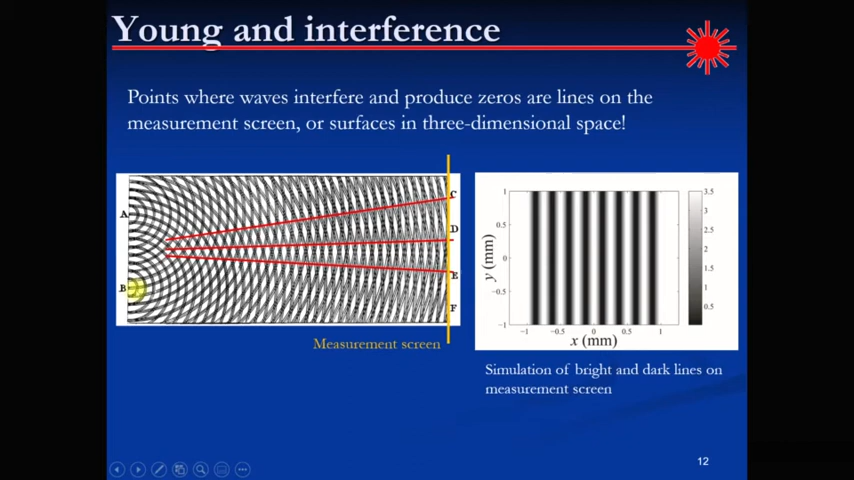 Young and interference
Points where waves interfere and produce zeros are lines on the
measurement screen, or surfaces in three-dimensional space!
A
B
C
D
E
F
Measurement screen
1
0.5
0
−0.5
−1
y (mm)
−1
−0.5
0
0.5
1
x (mm)
3.5
3
2.5
2
1.5
1
0.5
Simulation of bright and dark lines on
measurement screen
12